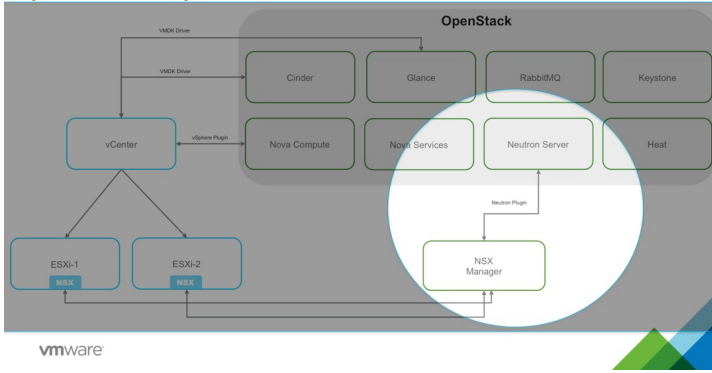 OpenStack
VMDK Driver
VMDK Driver
Cinder
Glance
RabbitMQ
Keystone
vCenter
vSphere Plugin
Nova Compute
Nova Services
Neutron Server
Heat
Neutron Plugin
ESXi-1
NSX
ESXi-2
NSX
NSX
Manager
vmware